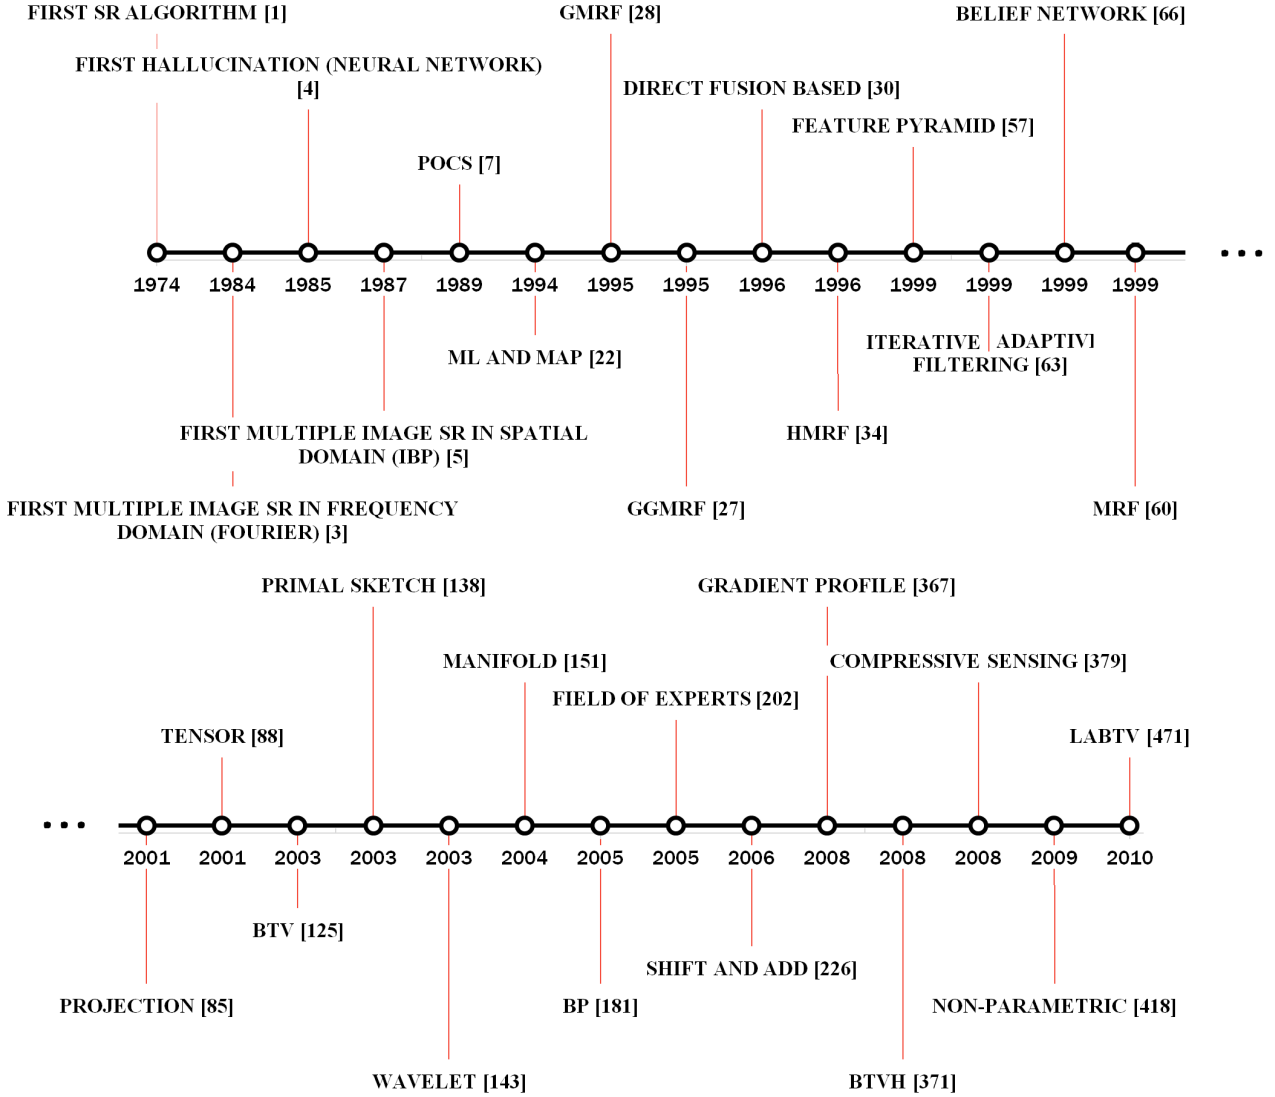 FIRST SR ALGORITHM [1]
GMRF [28]
BELIEF NETWORK [66]
FIRST HALLUCINATION (NEURAL NETWORK)
[4]
DIRECT FUSION BASED [30]
FEATURE PYRAMID [57]
POCS [7]
1974 1984 1985 1987 1989 1994 1995 1995 1996 1996 1999 1999 1999 1999
ML AND MAP [22]
ITERATIVE ADAPTIVI
FILTERING [63]
FIRST MULTIPLE IMAGE SR IN SPATIAL
DOMAIN (IBP) [5]
HMRF [34]
FIRST MULTIPLE IMAGE SR IN FREQUENCY
DOMAIN (FOURIER) [3]
GGMRF [27]
MRF [60]
PRIMAL SKETCH [138]
GRADIENT PROFILE [367]
MANIFOLD [151]
COMPRESSIVE SENSING [379]
FIELD OF EXPERTS [202]
TENSOR [88]
LABTV [471]
2001 2001 2003 2003 2003 2004 2005 2005 2006 2008 2008 2008 2009 2010
BTV [125]
SHIFT AND ADD [226]
PROJECTION [85]
BP [181]
NON-PARAMETRIC [418]
WAVELET [143]
BTVH [371]